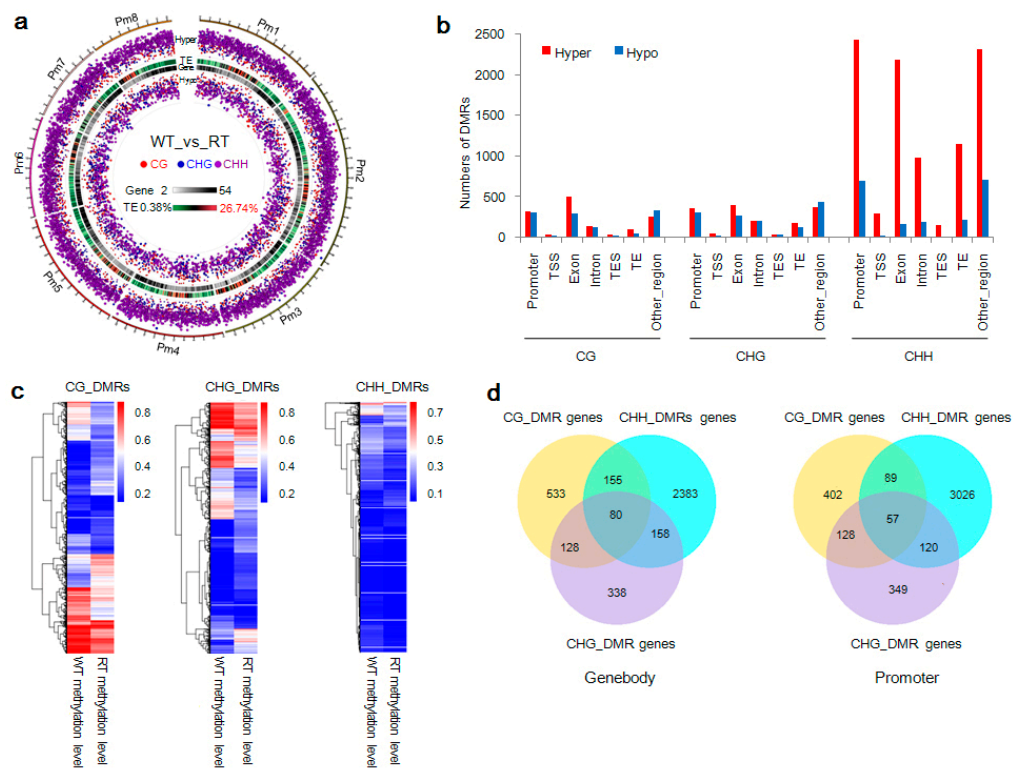 a
Pm8
Pm1
Pm7
Pm2
Pm6
Pm3
Pm5
Pm4
Hyper
TE
Gene
Hypo
WT_vs_RT
CG CHG CHH
Gene 2 54
TE 0.38% 26.74%
b
Hyper Hypo
Numbers of DMRs
2500
2000
1500
1000
500
0
Promoter TSS Exon Intron TES TE Other_region
Promoter TSS Exon Intron TES TE Other_region
Promoter TSS Exon Intron TES TE Other_region
CG CHG CHH
c
CG_DMRs CHG_DMRs CHH_DMRs
0.8
0.6
0.4
0.2
0.8
0.6
0.4
0.2
0.7
0.5
0.3
0.1
WT methylation level
RT methylation level
WT methylation level
RT methylation level
WT methylation level
RT methylation level
d
CG_DMR genes CHH_DMRs genes
533
155
2383
80
128
158
338
CHG_DMR genes
Genebody
CG_DMR genes CHH_DMR genes
402
89
3026
57
128
120
349
CHG_DMR genes
Promoter